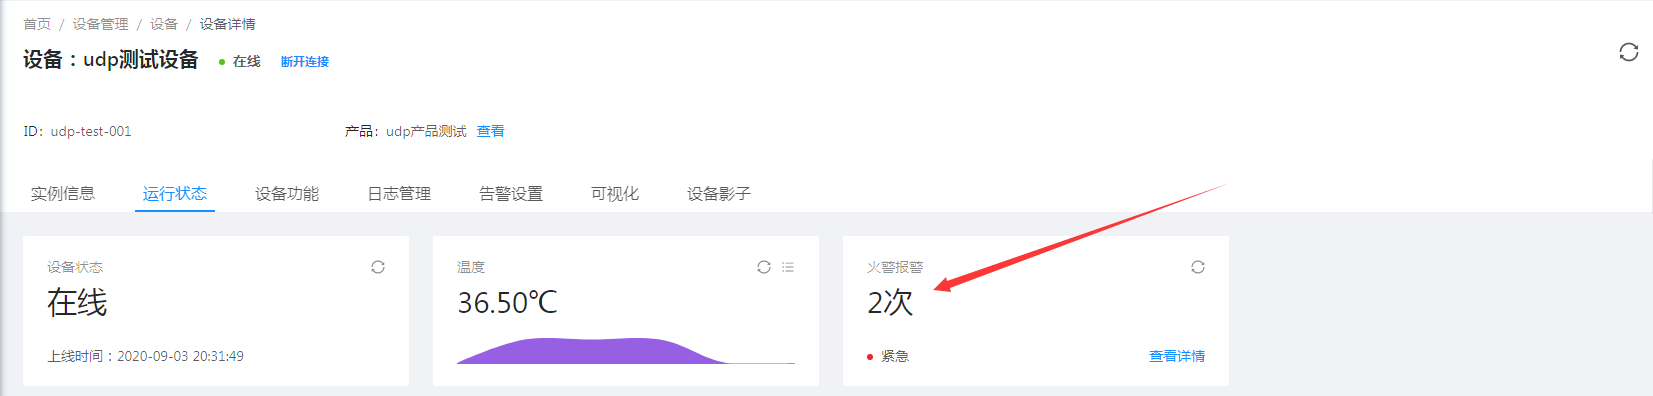 首页 / 设备管理 / 设备 / 设备详情
设备：udp测试设备 在线 断开连接
ID：udp-test-001 产品：udp产品测试 查看
实例信息 运行状态 设备功能 日志管理 告警设置 可视化 设备影子
设备状态
在线
上线时间：2020-09-03 20:31:49
温度
36.50℃
火警报警
2次
紧急 查看详情